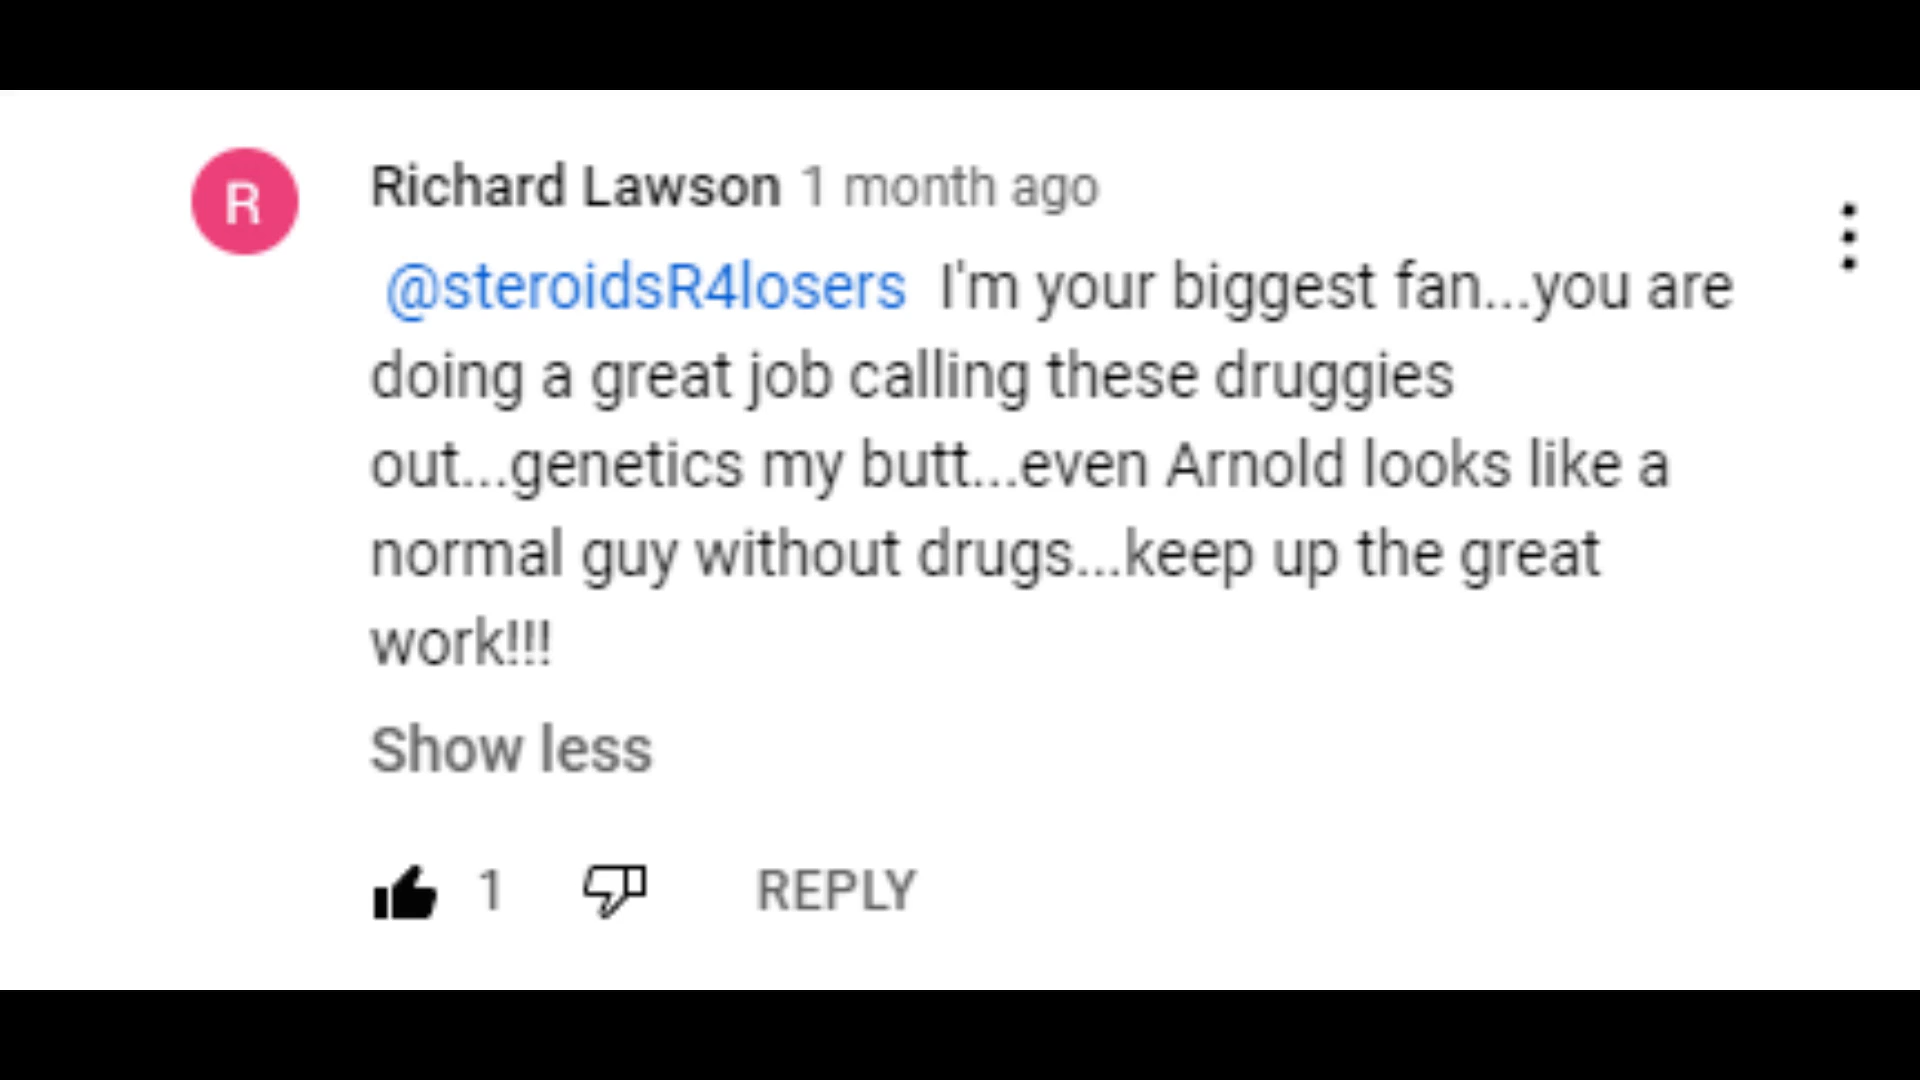 R
Richard Lawson 1 month ago
@steroidsR4losers I'm your biggest fan...you are
doing a great job calling these druggies
out...genetics my butt...even Arnold looks like a
normal guy without drugs...keep up the great
work!!!
Show less
1 REPLY